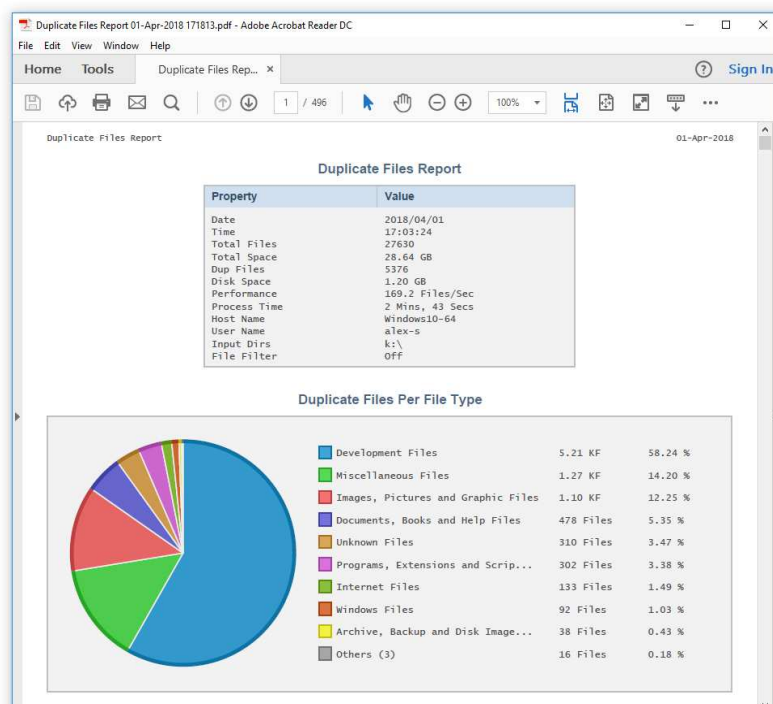 Duplicate Files Report 01-Apr-2018 171813.pdf - Adobe Acrobat Reader DC
File Edit View Window Help
Home Tools Duplicate Files Rep... × ? Sign In
1 / 496 100%
Duplicate Files Report 01-Apr-2018
Duplicate Files Report
Property Value
Date 2018/04/01
Time 17:03:24
Total Files 27630
Total Space 28.64 GB
Dup Files 5376
Disk Space 1.20 GB
Performance 169.2 Files/Sec
Process Time 2 Mins, 43 Secs
Host Name Windows10-64
User Name alex-s
Input Dirs k:\
File Filter Off
Duplicate Files Per File Type
Development Files 5.21 KF 58.24 %
Miscellaneous Files 1.27 KF 14.20 %
Images, Pictures and Graphic Files 1.10 KF 12.25 %
Documents, Books and Help Files 478 Files 5.35 %
Unknown Files 310 Files 3.47 %
Programs, Extensions and Scrip... 302 Files 3.38 %
Internet Files 133 Files 1.49 %
Windows Files 92 Files 1.03 %
Archive, Backup and Disk Image... 38 Files 0.43 %
Others (3) 16 Files 0.18 %